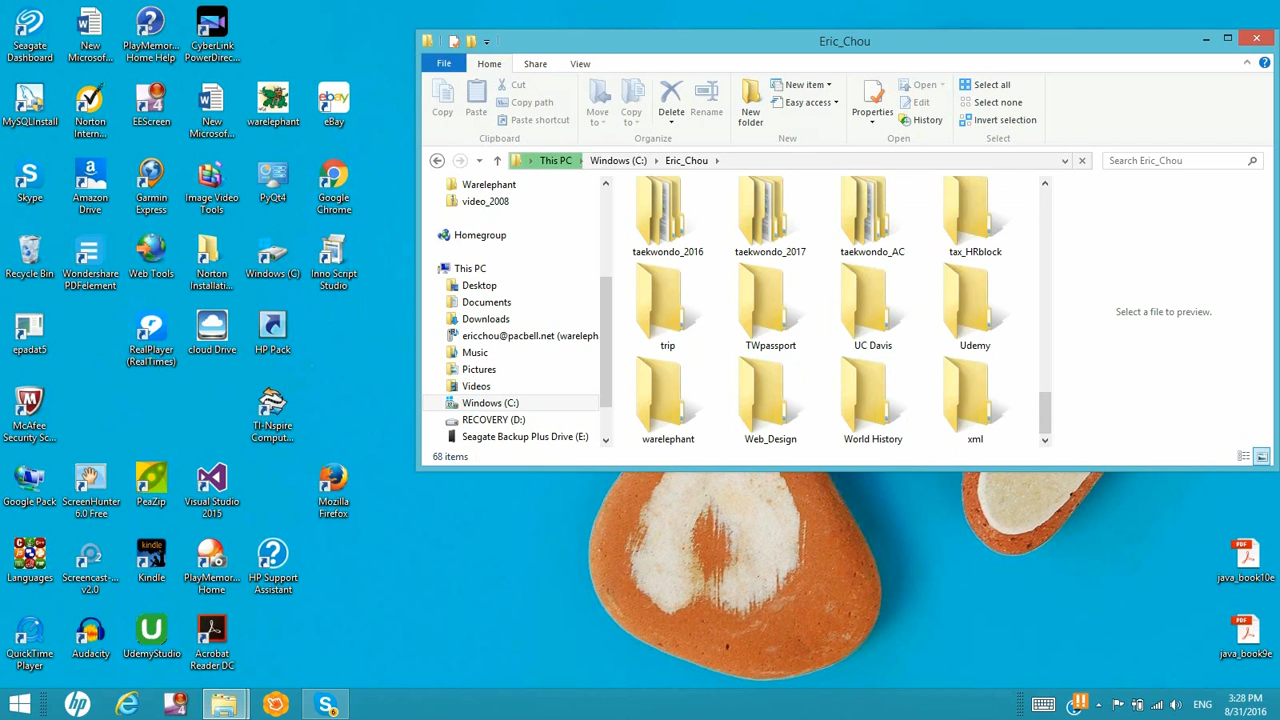 Seagate
Dashboard
New
Microsof...
PlayMemor...
Home Help
CyberLink
PowerDirec...
MySQLInstall
Norton
Intern...
EEScreen
New
Microsof...
warelephant
eBay
Skype
Amazon
Drive
Garmin
Express
Image Video
Tools
PyQt4
Google
Chrome
Recycle Bin
Wondershare
PDFelement
Web Tools
Norton
Installati...
Windows (C)
Inno Script
Studio
epadat5
RealPlayer
(RealTimes)
cloud Drive
HP Pack
McAfee
Security Sc...
TI-Nspire
Comput...
Google Pack
ScreenHunter
6.0 Free
PeaZip
Visual Studio
2015
Mozilla
Firefox
Languages
Screencast-...
v2.0
Kindle
PlayMemor...
Home
HP Support
Assistant
QuickTime
Player
Audacity
UdemyStudio
Acrobat
Reader DC
Eric_Chou
File
Home
Share
View
Copy
Paste
Cut
Copy path
Paste shortcut
Clipboard
Move
to
Copy
to
Delete
Rename
Organize
New
folder
New item
Easy access
New
Properties
Open
Edit
History
Open
Select all
Select none
Invert selection
Select
This PC
Windows (C:)
Eric_Chou
Search Eric_Chou
Warelephant
video_2008
Homegroup
This PC
Desktop
Documents
Downloads
ericchou@pacbell.net (wareleph
Music
Pictures
Videos
Windows (C:)
RECOVERY (D:)
Seagate Backup Plus Drive (E:)
taekwondo_2016
taekwondo_2017
taekwondo_AC
tax_HRblock
trip
TWpassport
UC Davis
Udemy
warelephant
Web_Design
World History
xml
Select a file to preview.
68 items
PDF
java_book10e
PDF
java_book9e
hp
6
ENG
3:28 PM
8/31/2016